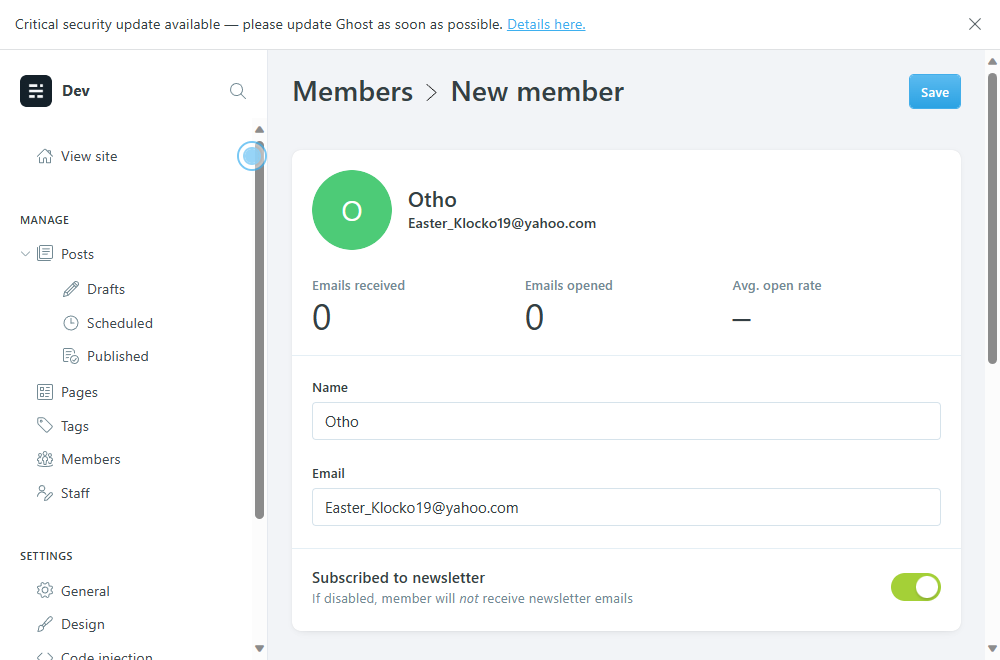 Critical security update available — please update Ghost as soon as possible. Details here.
Dev
View site
MANAGE
Posts
Drafts
Scheduled
Published
Pages
Tags
Members
Staff
SETTINGS
General
Design
Code injection
Members > New member
Save
O
Otho
Easter_Klocko19@yahoo.com
Emails received
0
Emails opened
0
Avg. open rate
–
Name
Otho
Email
Easter_Klocko19@yahoo.com
Subscribed to newsletter
If disabled, member will not receive newsletter emails